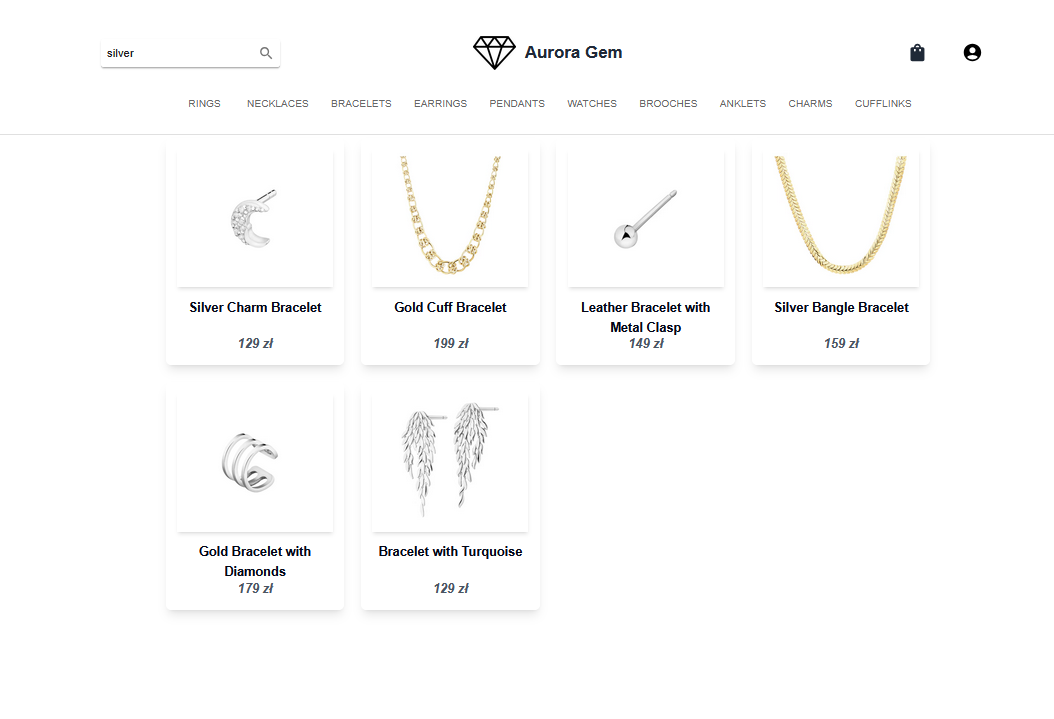 silver
Aurora Gem
RINGS NECKLACES BRACELETS EARRINGS PENDANTS WATCHES BROOCHES ANKLETS CHARMS CUFFLINKS
Silver Charm Bracelet
129 zł
Gold Cuff Bracelet
199 zł
Leather Bracelet with
Metal Clasp
149 zł
Silver Bangle Bracelet
159 zł
Gold Bracelet with
Diamonds
179 zł
Bracelet with Turquoise
129 zł